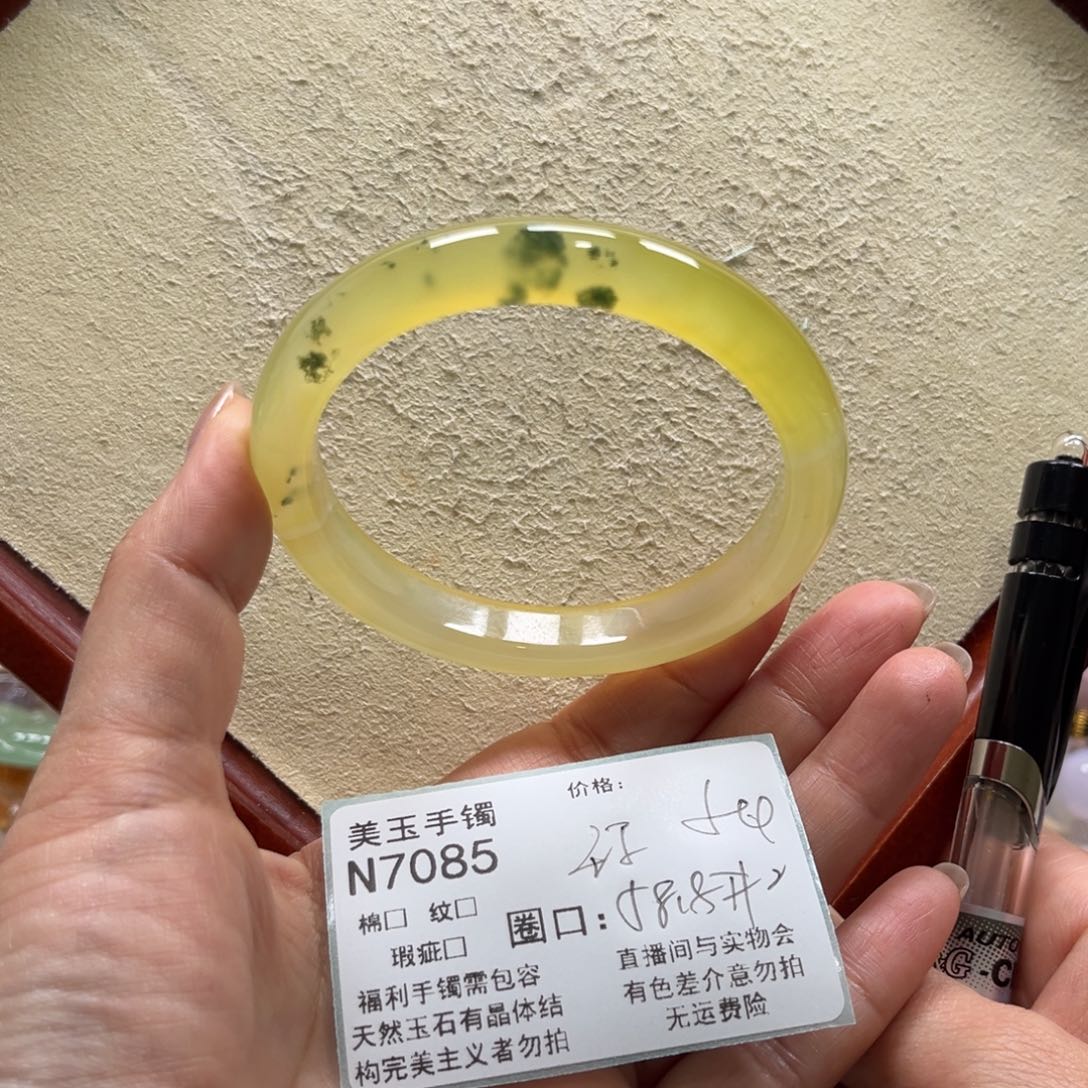 美玉手镯
价格:
N7085
棉□ 纹□
瑕疵□
圈口:
福利手镯需包容
天然玉石有晶体结
构完美主义者勿拍
直播间与实物会
有色差介意勿拍
无运费险
AUTO
G-C